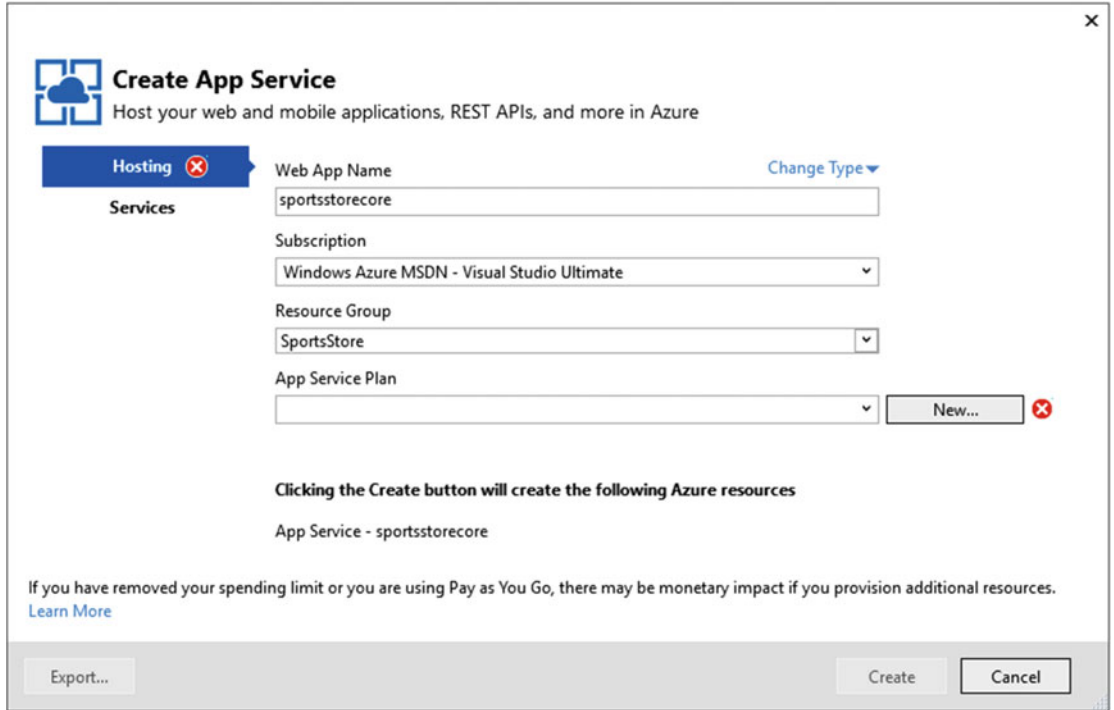 Create App Service
Host your web and mobile applications, REST APIs, and more in Azure
Hosting
Services
Web App Name
Change Type
sportsstorecore
Subscription
Windows Azure MSDN - Visual Studio Ultimate
Resource Group
SportsStore
App Service Plan
New...
Clicking the Create button will create the following Azure resources
App Service - sportsstorecore
If you have removed your spending limit or you are using Pay as You Go, there may be monetary impact if you provision additional resources.
Learn More
Export...
Create
Cancel